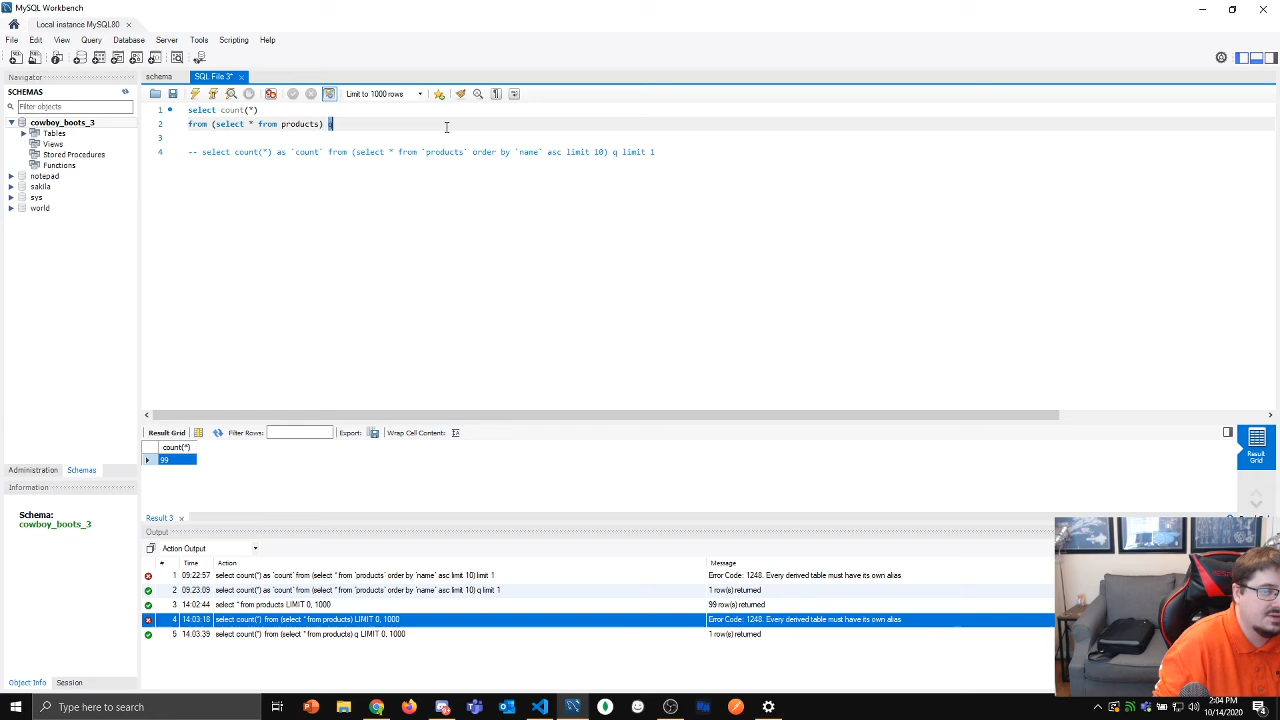 MySQL Workbench
Local instance MySQL80 ×
File Edit View Query Database Server Tools Scripting Help
Navigator
schema SQL File 3* ×
SCHEMAS
Limit to 1000 rows
Filter objects
1 select count(*)
cowboy_boots_3
2 from (select * from products) q
Tables
3
Views
4 -- select count(*) as `count` from (select * from `products` order by `name` asc limit 10) q limit 1
Stored Procedures
Functions
notepad
sakila
sys
world
Result Grid Filter Rows: Export: Wrap Cell Content:
count(*)
99
Result Grid
Administration Schemas
Information
Schema:
cowboy_boots_3
Result 3 ×
Output
Action Output
# Time Action Message
1 09:22:57 select count(*) as `count` from (select * from `products` order by `name` asc limit 10) limit 1 Error Code: 1248. Every derived table must have its own alias
2 09:23:09 select count(*) as `count` from (select * from `products` order by `name` asc limit 10) q limit 1 1 row(s) returned
3 14:02:44 select * from products LIMIT 0, 1000 99 row(s) returned
4 14:03:18 select count(*) from (select * from products) LIMIT 0, 1000 Error Code: 1248. Every derived table must have its own alias
5 14:03:39 select count(*) from (select * from products) q LIMIT 0, 1000 1 row(s) returned
Object Info Session
Type here to search
2:04 PM
10/14/2020